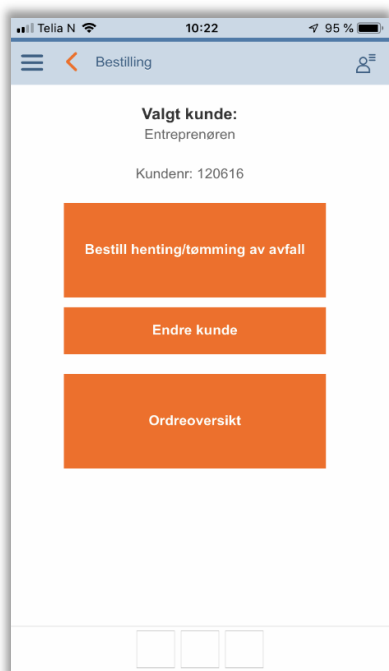 Telia N 10:22 95 %
Bestilling
Valgt kunde:
Entreprenøren
Kundenr: 120616
Bestill henting/tømming av avfall
Endre kunde
Ordreoversikt